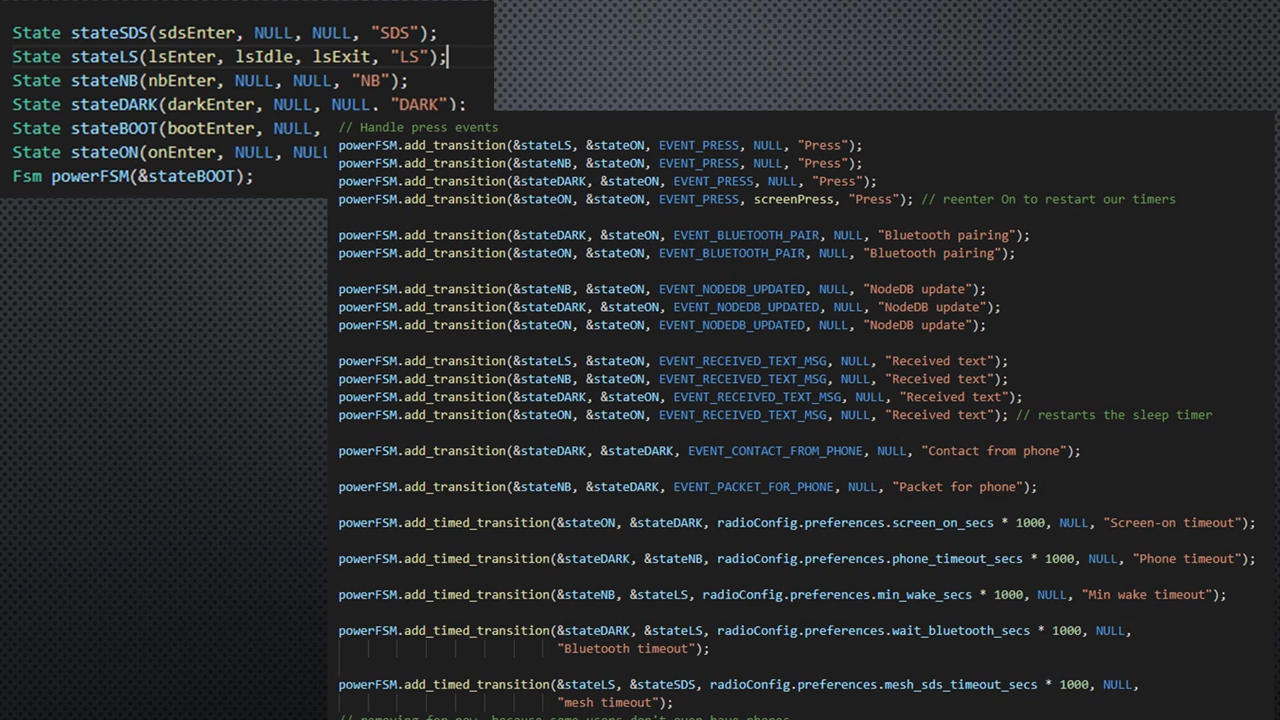 State stateSDS(sdsEnter, NULL, NULL, "SDS");
State stateLS(lsEnter, lsIdle, lsExit, "LS");
State stateNB(nbEnter, NULL, NULL, "NB");
State stateDARK(darkEnter, NULL, NULL, "DARK");
State stateBOOT(bootEnter, NULL,
State stateON(onEnter, NULL, NULL
Fsm powerFSM(&stateBOOT);
// Handle press events
powerFSM.add_transition(&stateLS, &stateON, EVENT_PRESS, NULL, "Press");
powerFSM.add_transition(&stateNB, &stateON, EVENT_PRESS, NULL, "Press");
powerFSM.add_transition(&stateDARK, &stateON, EVENT_PRESS, NULL, "Press");
powerFSM.add_transition(&stateON, &stateON, EVENT_PRESS, screenPress, "Press"); // reenter On to restart our timers
powerFSM.add_transition(&stateDARK, &stateON, EVENT_BLUETOOTH_PAIR, NULL, "Bluetooth pairing");
powerFSM.add_transition(&stateON, &stateON, EVENT_BLUETOOTH_PAIR, NULL, "Bluetooth pairing");
powerFSM.add_transition(&stateNB, &stateON, EVENT_NODEDB_UPDATED, NULL, "NodeDB update");
powerFSM.add_transition(&stateDARK, &stateON, EVENT_NODEDB_UPDATED, NULL, "NodeDB update");
powerFSM.add_transition(&stateON, &stateON, EVENT_NODEDB_UPDATED, NULL, "NodeDB update");
powerFSM.add_transition(&stateLS, &stateON, EVENT_RECEIVED_TEXT_MSG, NULL, "Received text");
powerFSM.add_transition(&stateNB, &stateON, EVENT_RECEIVED_TEXT_MSG, NULL, "Received text");
powerFSM.add_transition(&stateDARK, &stateON, EVENT_RECEIVED_TEXT_MSG, NULL, "Received text");
powerFSM.add_transition(&stateON, &stateON, EVENT_RECEIVED_TEXT_MSG, NULL, "Received text"); // restarts the sleep timer
powerFSM.add_transition(&stateDARK, &stateDARK, EVENT_CONTACT_FROM_PHONE, NULL, "Contact from phone");
powerFSM.add_transition(&stateNB, &stateDARK, EVENT_PACKET_FOR_PHONE, NULL, "Packet for phone");
powerFSM.add_timed_transition(&stateON, &stateDARK, radioConfig.preferences.screen_on_secs * 1000, NULL, "Screen-on timeout");
powerFSM.add_timed_transition(&stateDARK, &stateNB, radioConfig.preferences.phone_timeout_secs * 1000, NULL, "Phone timeout");
powerFSM.add_timed_transition(&stateNB, &stateLS, radioConfig.preferences.min_wake_secs * 1000, NULL, "Min wake timeout");
powerFSM.add_timed_transition(&stateDARK, &stateLS, radioConfig.preferences.wait_bluetooth_secs * 1000, NULL,
"Bluetooth timeout");
powerFSM.add_timed_transition(&stateLS, &stateSDS, radioConfig.preferences.mesh_sds_timeout_secs * 1000, NULL,
"mesh timeout");
// removing for now, because some users don't even have phones